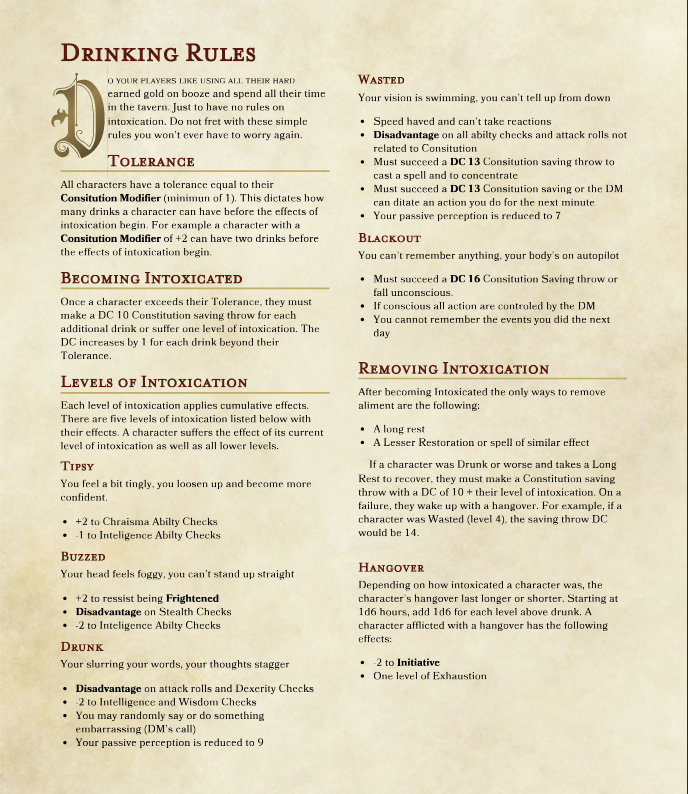 Drinking Rules
Do your players like using all their hard
earned gold on booze and spend all their time
in the tavern. Just to have no rules on
intoxication. Do not fret with these simple
rules you won't ever have to worry again.
Tolerance
All characters have a tolerance equal to their
Consitution Modifier (minimun of 1). This dictates how
many drinks a character can have before the effects of
intoxication begin. For example a character with a
Consitution Modifier of +2 can have two drinks before
the effects of intoxication begin.
Becoming Intoxicated
Once a character exceeds their Tolerance, they must
make a DC 10 Constitution saving throw for each
additional drink or suffer one level of intoxication. The
DC increases by 1 for each drink beyond their
Tolerance.
Levels of Intoxication
Each level of intoxication applies cumulative effects.
There are five levels of intoxication listed below with
their effects. A character suffers the effect of its current
level of intoxication as well as all lower levels.
Tipsy
You feel a bit tingly, you loosen up and become more
confident.
• +2 to Chraisma Abilty Checks
• -1 to Inteligence Abilty Checks
Buzzed
Your head feels foggy, you can't stand up straight
• +2 to ressist being Frightened
• Disadvantage on Stealth Checks
• -2 to Inteligence Abilty Checks
Drunk
Your slurring your words, your thoughts stagger
• Disadvantage on attack rolls and Dexerity Checks
• -2 to Intelligence and Wisdom Checks
• You may randomly say or do something
embarrassing (DM's call)
• Your passive perception is reduced to 9
Wasted
Your vision is swimming, you can't tell up from down
• Speed haved and can't take reactions
• Disadvantage on all abilty checks and attack rolls not
related to Consitution
• Must succeed a DC 13 Consitution saving throw to
cast a spell and to concentrate
• Must succeed a DC 13 Consitution saving or the DM
can ditate an action you do for the next minute
• Your passive perception is reduced to 7
Blackout
You can't remember anything, your body's on autopilot
• Must succeed a DC 16 Consitution Saving throw or
fall unconscious.
• If conscious all action are controled by the DM
• You cannot remember the events you did the next
day
Removing Intoxication
After becoming Intoxicated the only ways to remove
aliment are the following:
• A long rest
• A Lesser Restoration or spell of similar effect
If a character was Drunk or worse and takes a Long
Rest to recover, they must make a Constitution saving
throw with a DC of 10 + their level of intoxication. On a
failure, they wake up with a hangover. For example, if a
character was Wasted (level 4), the saving throw DC
would be 14.
Hangover
Depending on how intoxicated a character was, the
character's hangover last longer or shorter. Starting at
1d6 hours, add 1d6 for each level above drunk. A
character afflicted with a hangover has the following
effects:
• -2 to Initiative
• One level of Exhaustion